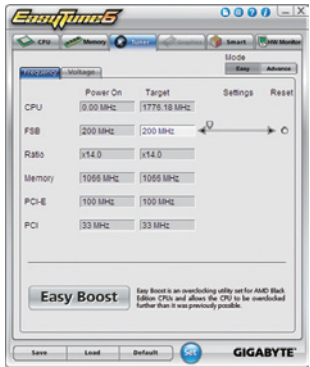 EasyTune6
CPU Memory Tuner Graphics Smart HW Monitor
Mode
Frequency Voltage Easy Advance
Power On Target Settings Reset
CPU 0.00 MHz 1776.18 MHz
FSB 200 MHz 200 MHz
Ratio x14.0 x14.0
Memory 1066 MHz 1066 MHz
PCI-E 100 MHz 100 MHz
PCI 33 MHz 33 MHz
Easy Boost
Easy Boost is an overclocking utility set for AMD Black
Edition CPUs and allows the CPU to be overclocked
further than it was previously possible.
Save Load Default Set GIGABYTE